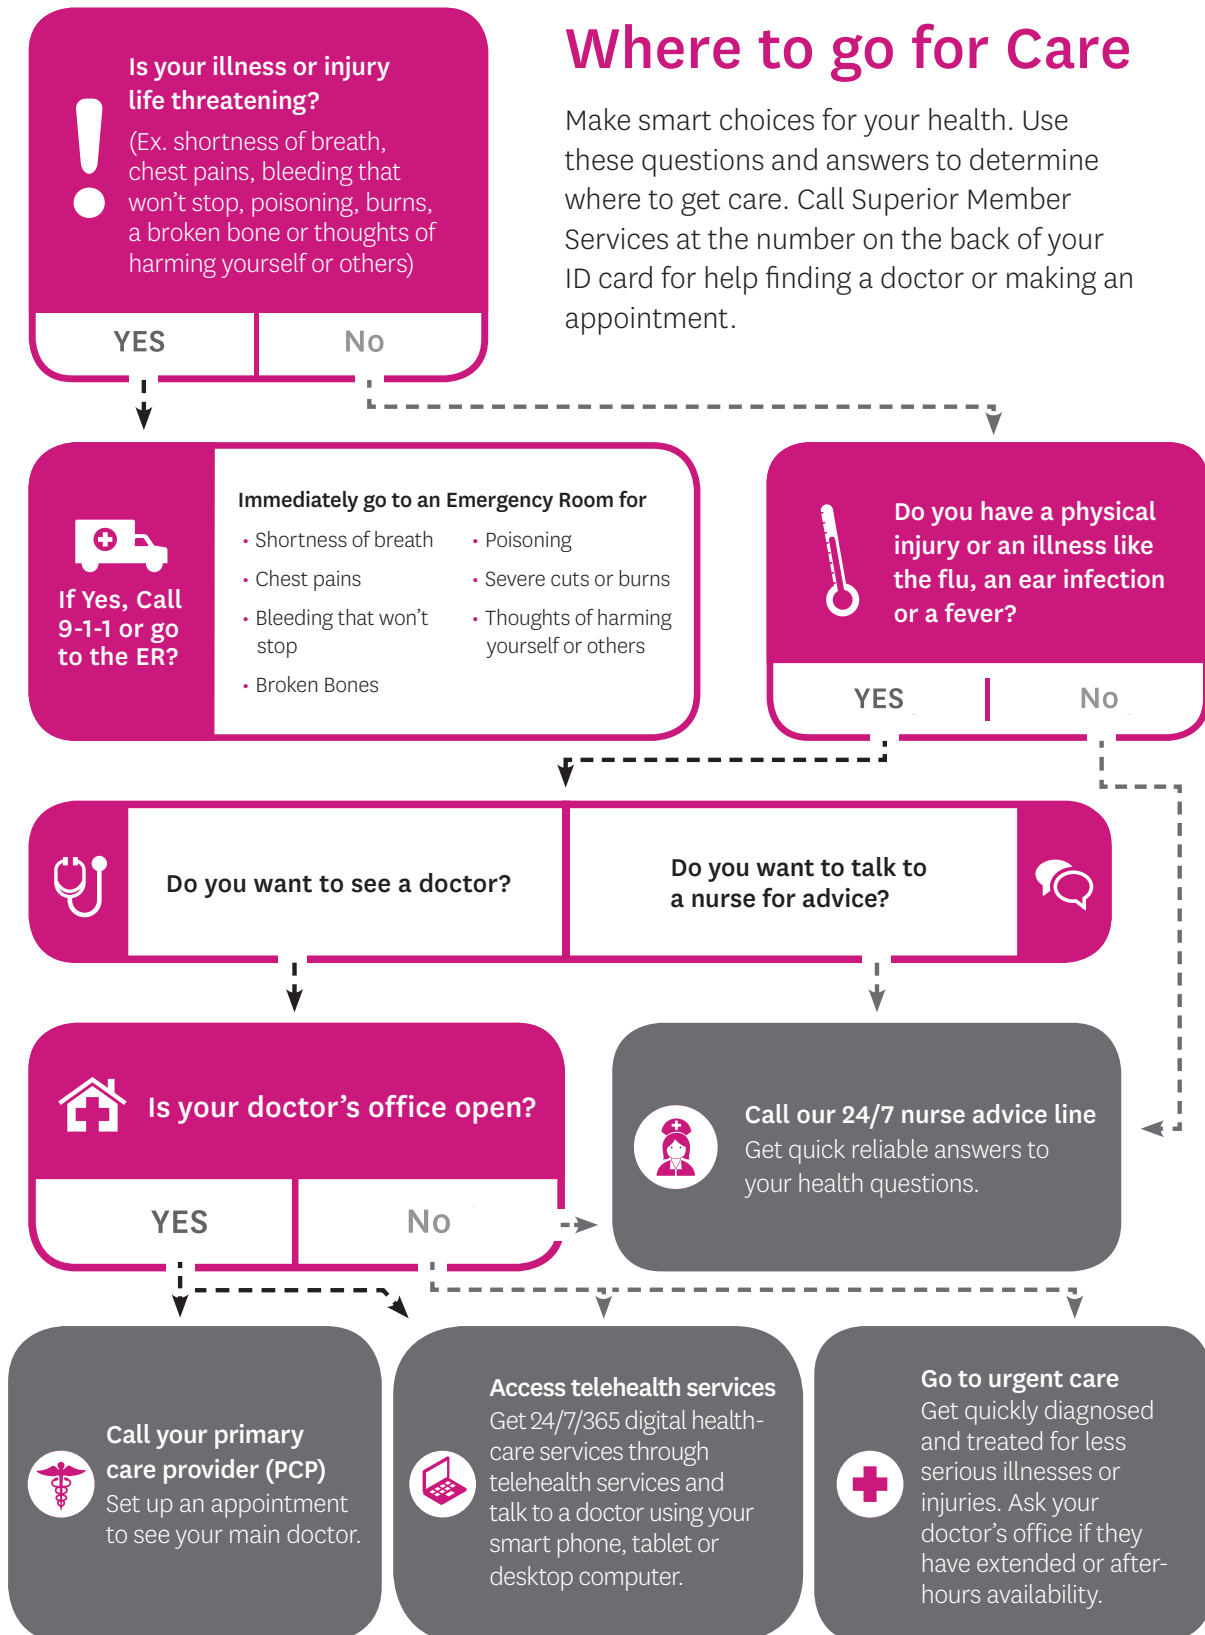 Where to go for Care
Make smart choices for your health. Use
these questions and answers to determine
where to get care. Call Superior Member
Services at the number on the back of your
ID card for help finding a doctor or making an
appointment.
Is your illness or injury
life threatening?
(Ex. shortness of breath,
chest pains, bleeding that
won't stop, poisoning, burns,
a broken bone or thoughts of
harming yourself or others)
YES
No
If Yes, Call
9-1-1 or go
to the ER?
Immediately go to an Emergency Room for
• Shortness of breath
• Chest pains
• Bleeding that won't
stop
• Broken Bones
• Poisoning
• Severe cuts or burns
• Thoughts of harming
yourself or others
Do you have a physical
injury or an illness like
the flu, an ear infection
or a fever?
YES
No
Do you want to see a doctor?
Do you want to talk to
a nurse for advice?
Is your doctor's office open?
YES
No
Call our 24/7 nurse advice line
Get quick reliable answers to
your health questions.
Call your primary
care provider (PCP)
Set up an appointment
to see your main doctor.
Access telehealth services
Get 24/7/365 digital health-
care services through
telehealth services and
talk to a doctor using your
smart phone, tablet or
desktop computer.
Go to urgent care
Get quickly diagnosed
and treated for less
serious illnesses or
injuries. Ask your
doctor's office if they
have extended or after-
hours availability.